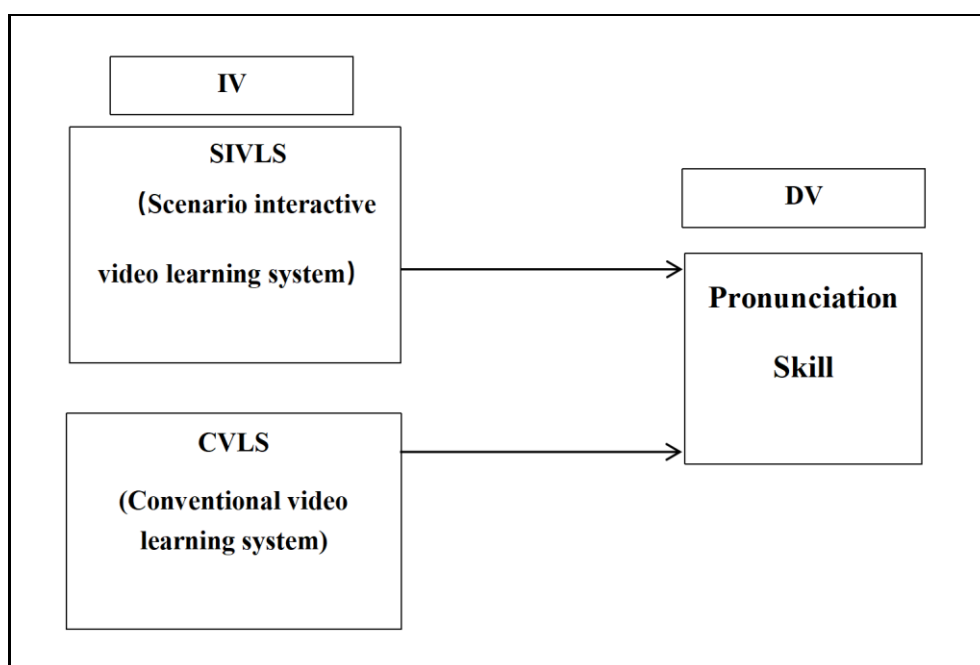 IV
SIVLS
（Scenario interactive
video learning system）
DV
Pronunciation
Skill
CVLS
(Conventional video
learning system)